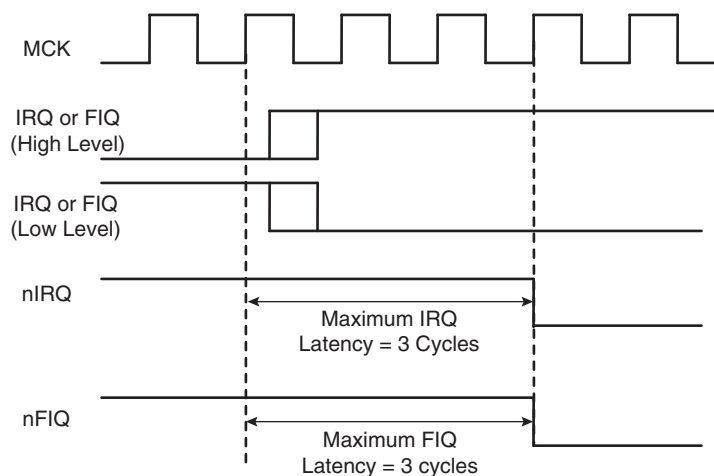 MCK
IRQ or FIQ
(High Level)
IRQ or FIQ
(Low Level)
nIRQ
Maximum IRQ
Latency = 3 Cycles
nFIQ
Maximum FIQ
Latency = 3 cycles